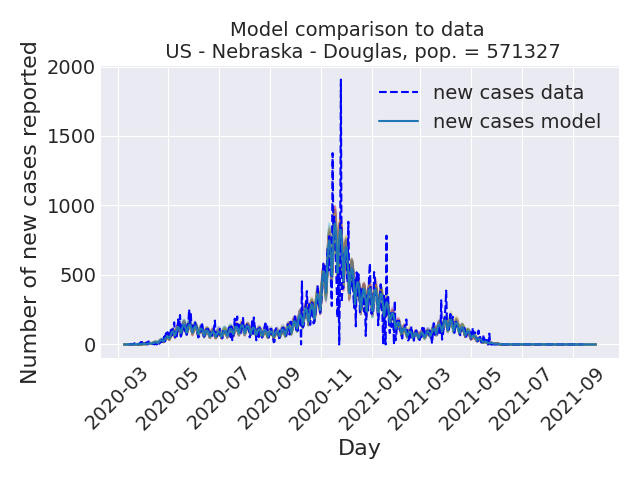 Model comparison to data
US - Nebraska - Douglas, pop. = 571327
Number of new cases reported
2000
1500
1000
500
0
new cases data
new cases model
2020-03
2020-05
2020-07
2020-09
2020-11
2021-01
2021-03
2021-05
2021-07
2021-09
Day